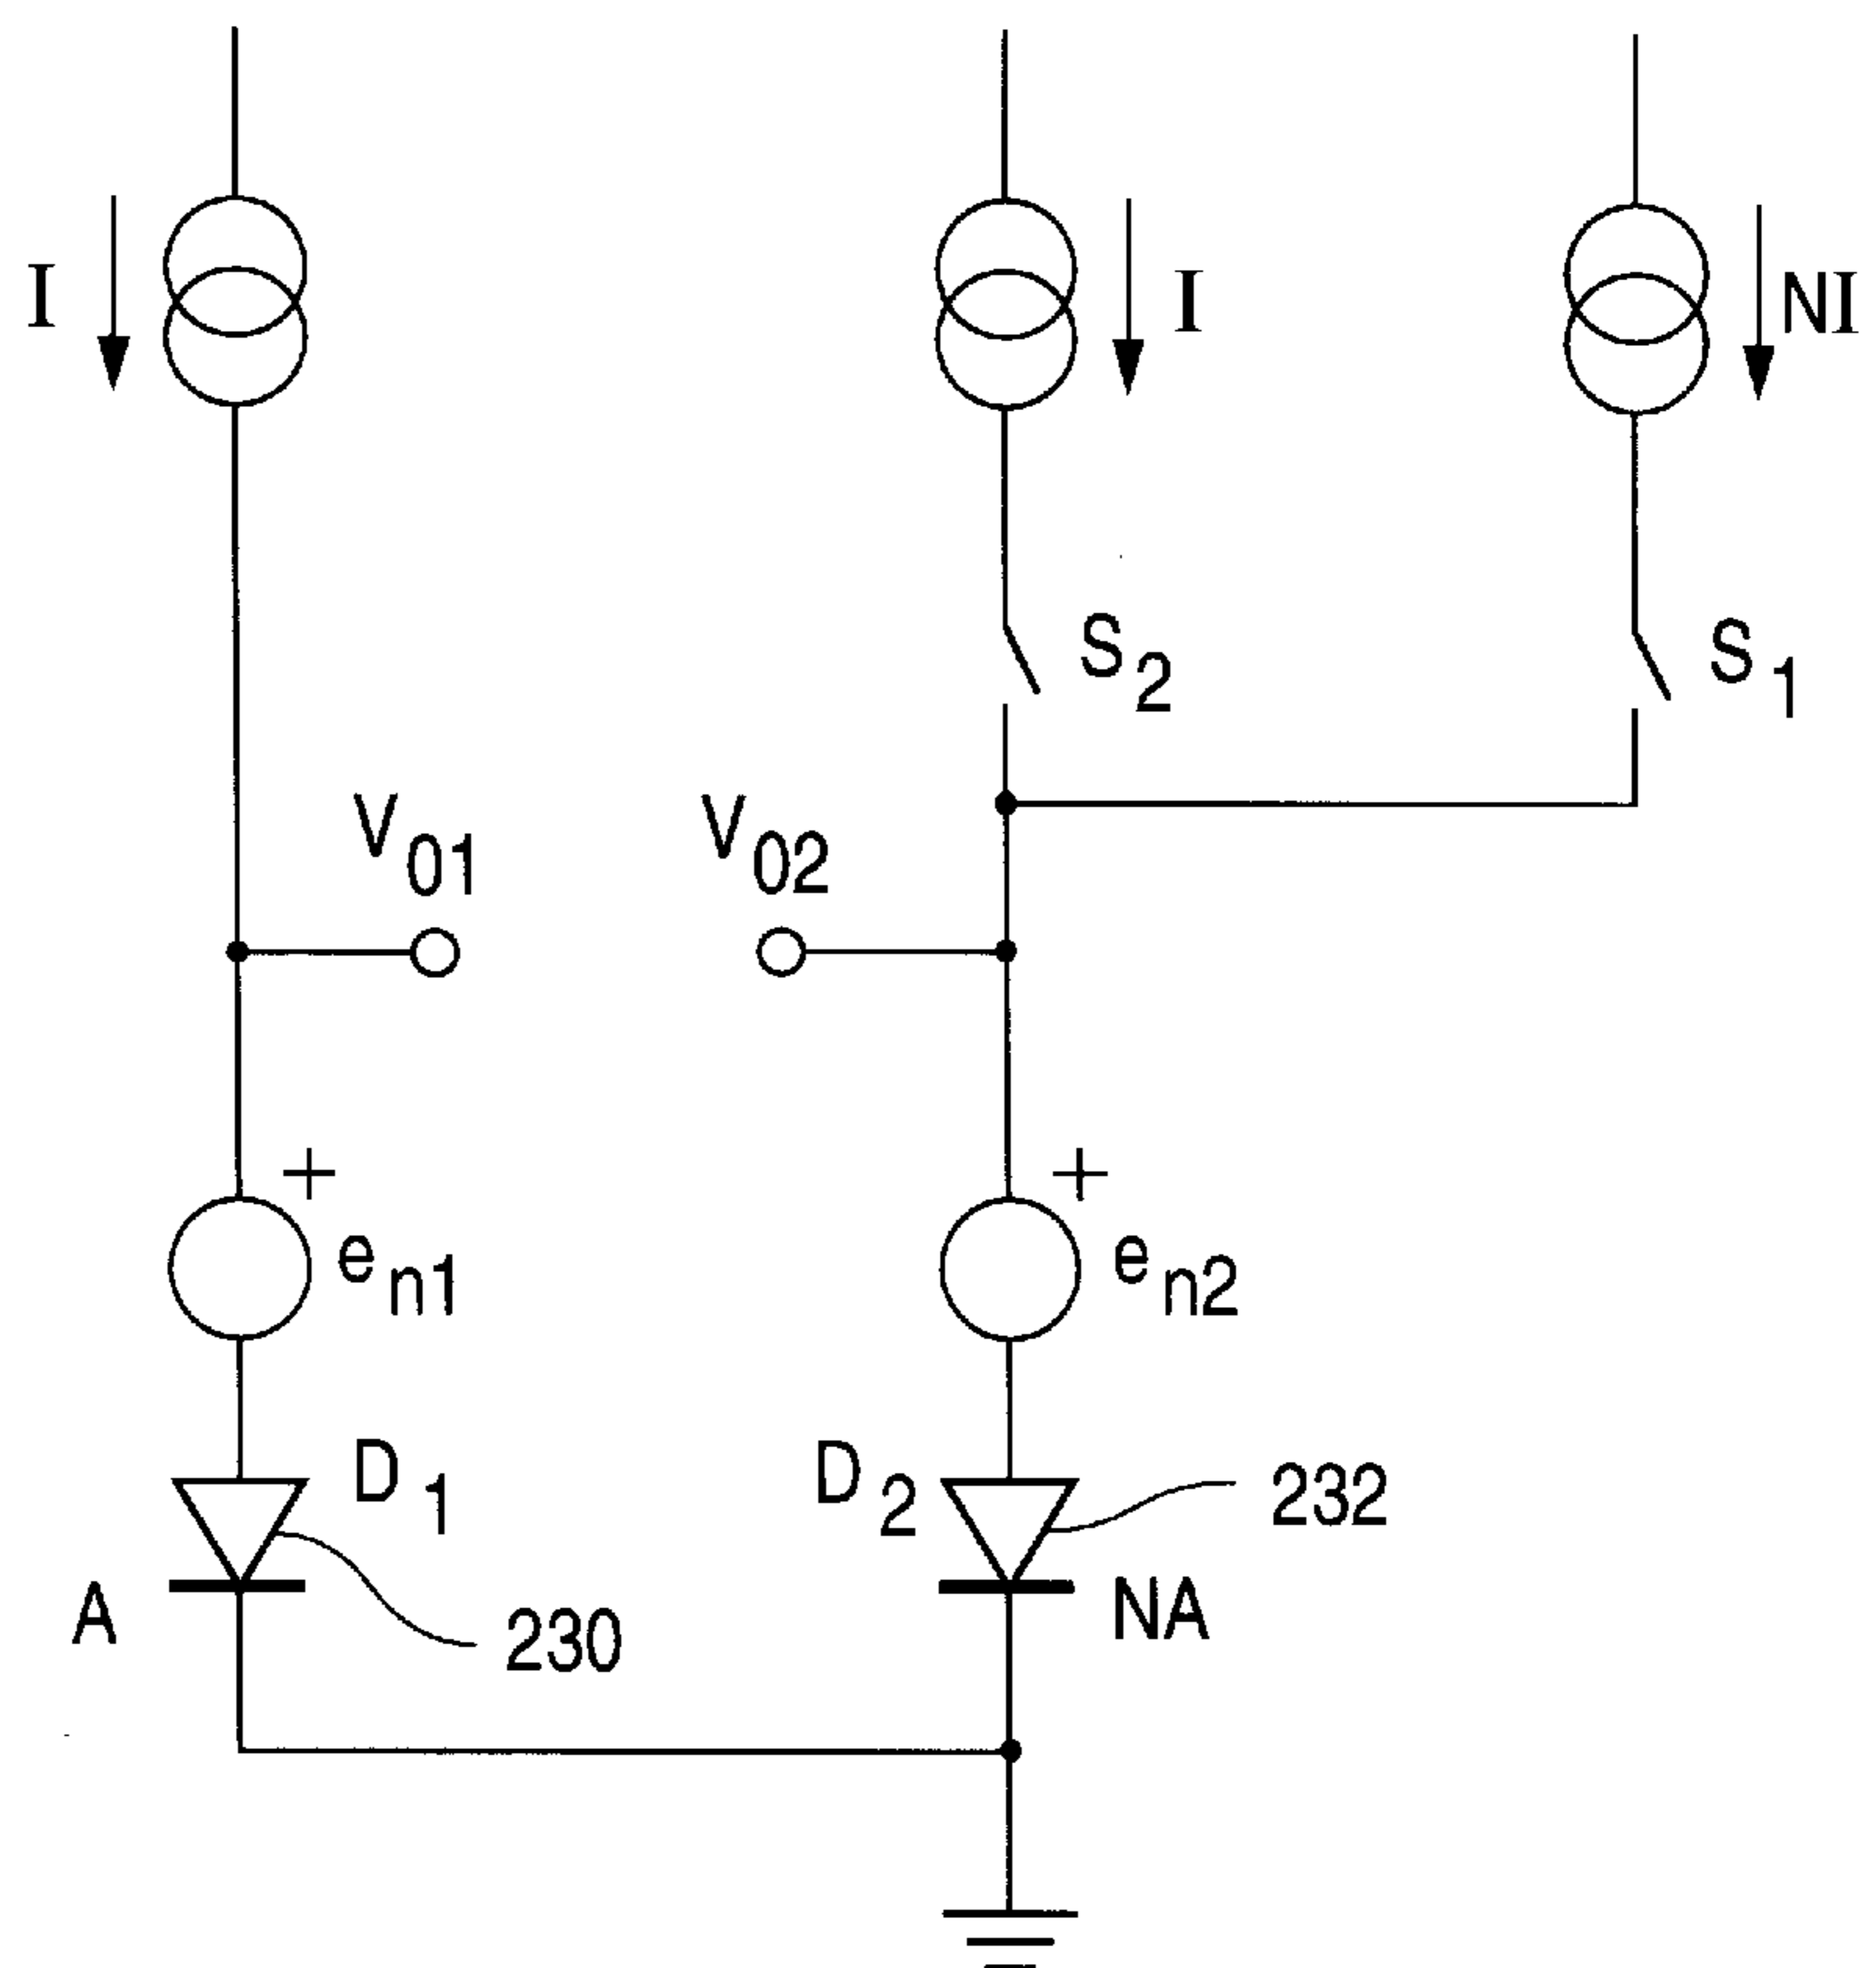 I
I
NI
S2
S1
V01
V02
+
+
en1
en2
D1
D2
232
A
NA
230